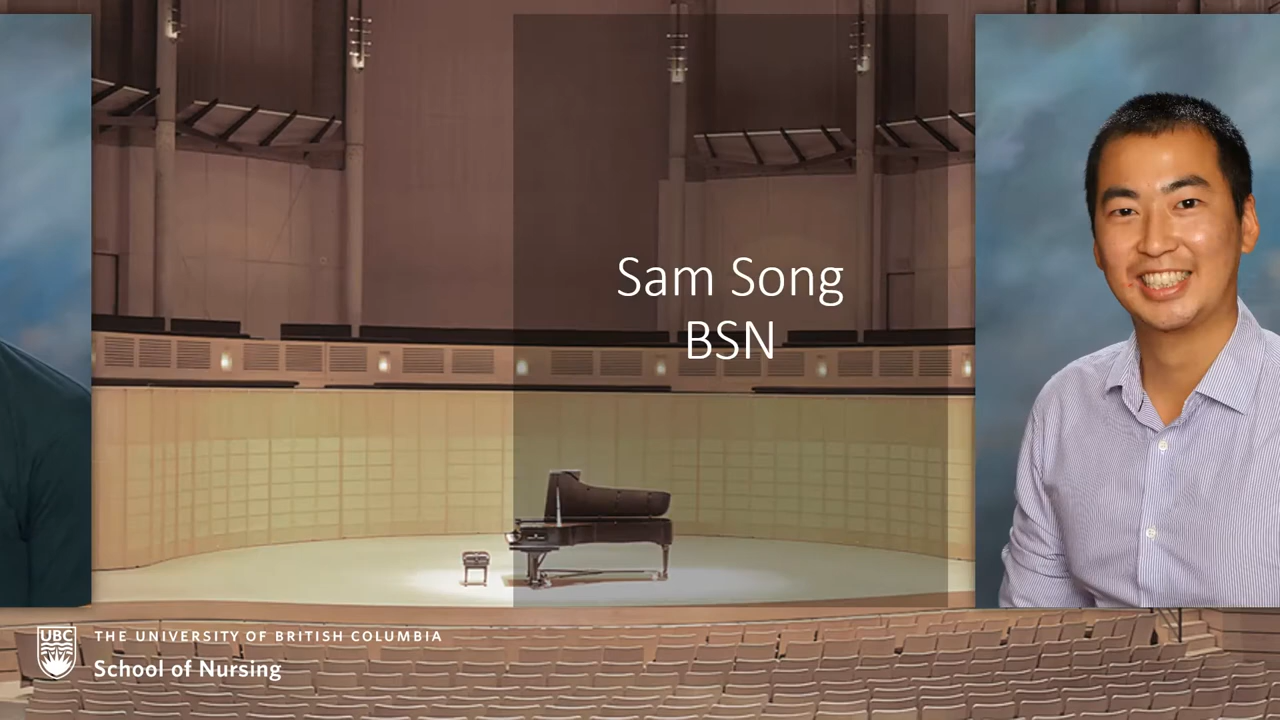 Sam Song
BSN
UBC
THE UNIVERSITY OF BRITISH COLUMBIA
School of Nursing